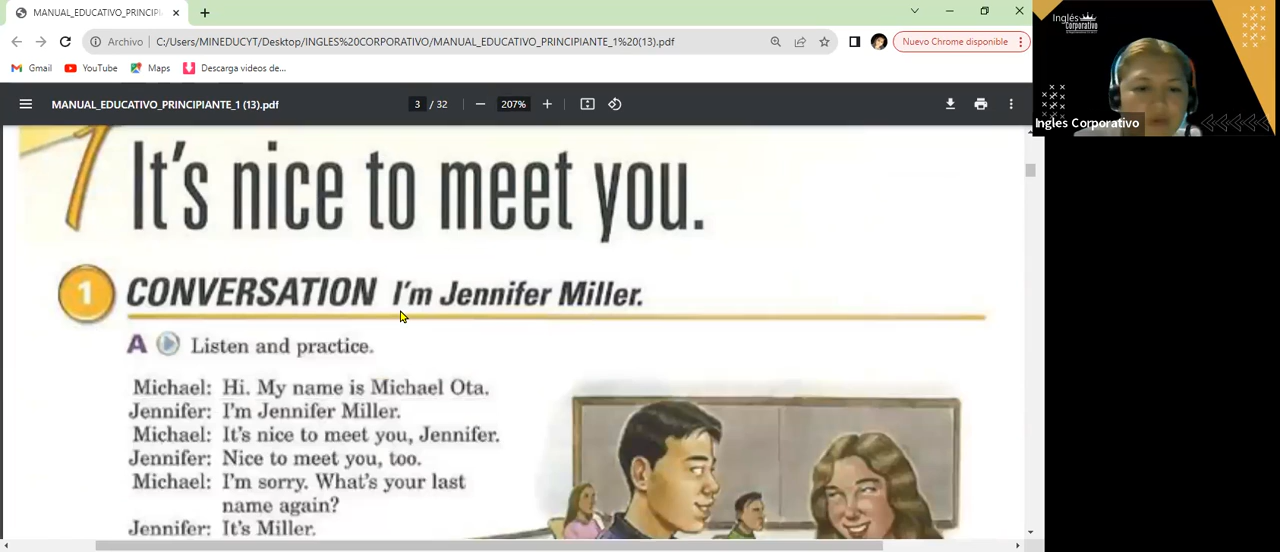 MANUAL_EDUCATIVO_PRINCIPI
Archivo
C:/Users/MINEDUCYT/Desktop/INGLES%20CORPORATIVO/MANUAL_EDUCATIVO_PRINCIPIANTE_1%20(13).pdf
Nuevo Chrome disponible
Gmail
YouTube
Maps
Descarga videos de...
MANUAL_EDUCATIVO_PRINCIPIANTE_1 (13).pdf
3 / 32
207%
Inglés
Corporativo
Ingles Corporativo
1 It's nice to meet you.
1 CONVERSATION I'm Jennifer Miller.
A Listen and practice.
Michael: Hi. My name is Michael Ota.
Jennifer: I'm Jennifer Miller.
Michael: It's nice to meet you, Jennifer.
Jennifer: Nice to meet you, too.
Michael: I'm sorry. What's your last
name again?
Jennifer: It's Miller.